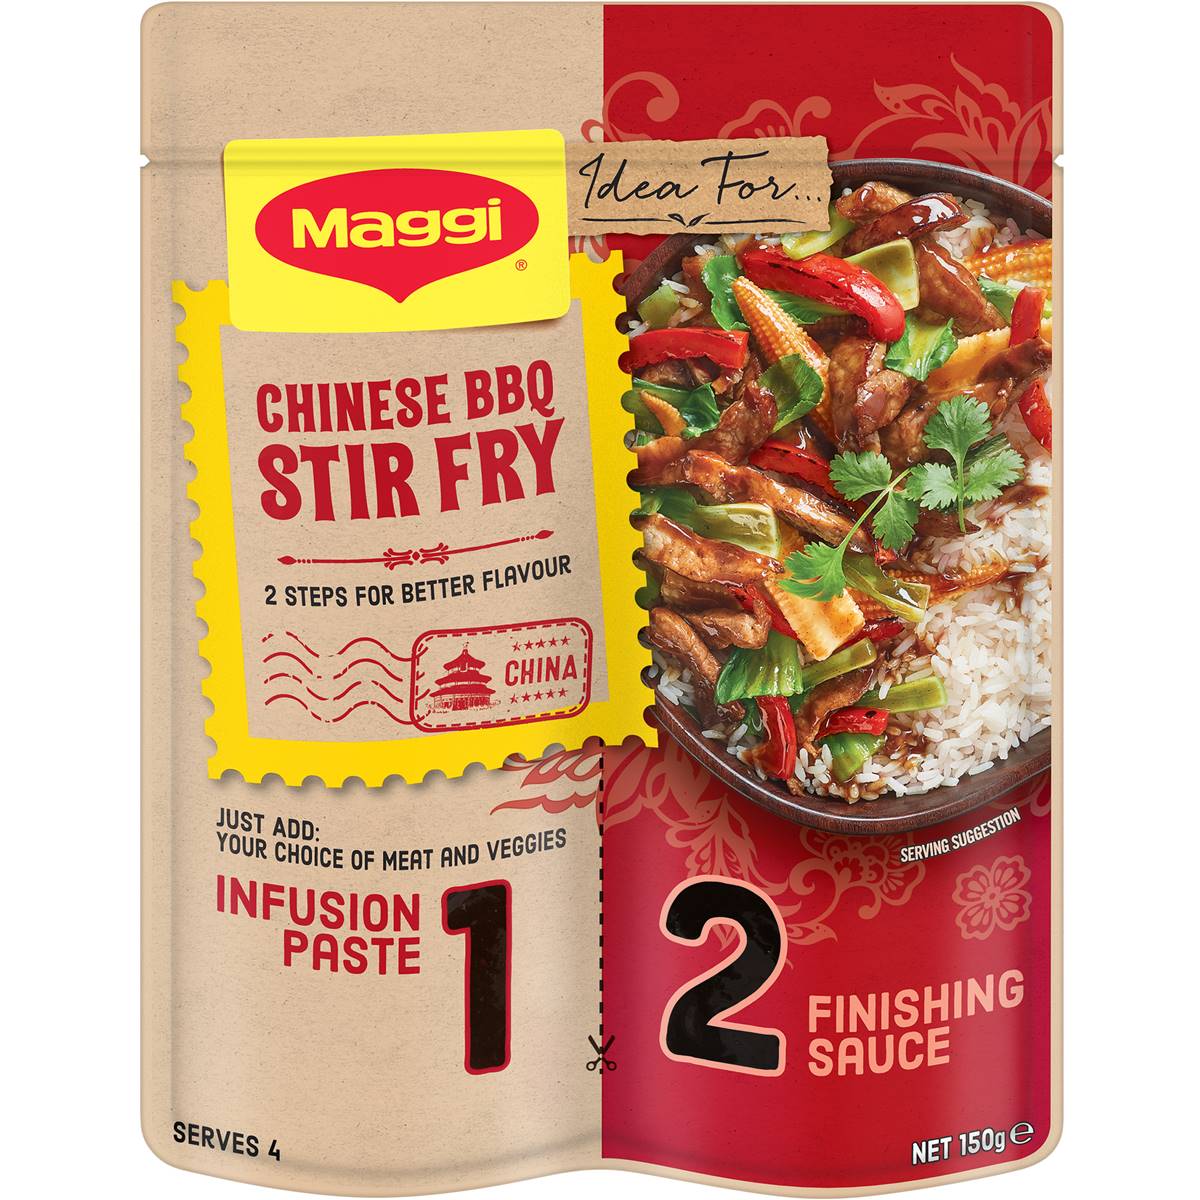 Maggi
®
Idea For...
CHINESE BBQ
STIR FRY
2 STEPS FOR BETTER FLAVOUR
CHINA
JUST ADD:
YOUR CHOICE OF MEAT AND VEGGIES
INFUSION
PASTE
1
SERVING SUGGESTION
2
FINISHING
SAUCE
SERVES 4
NET 150g ℮